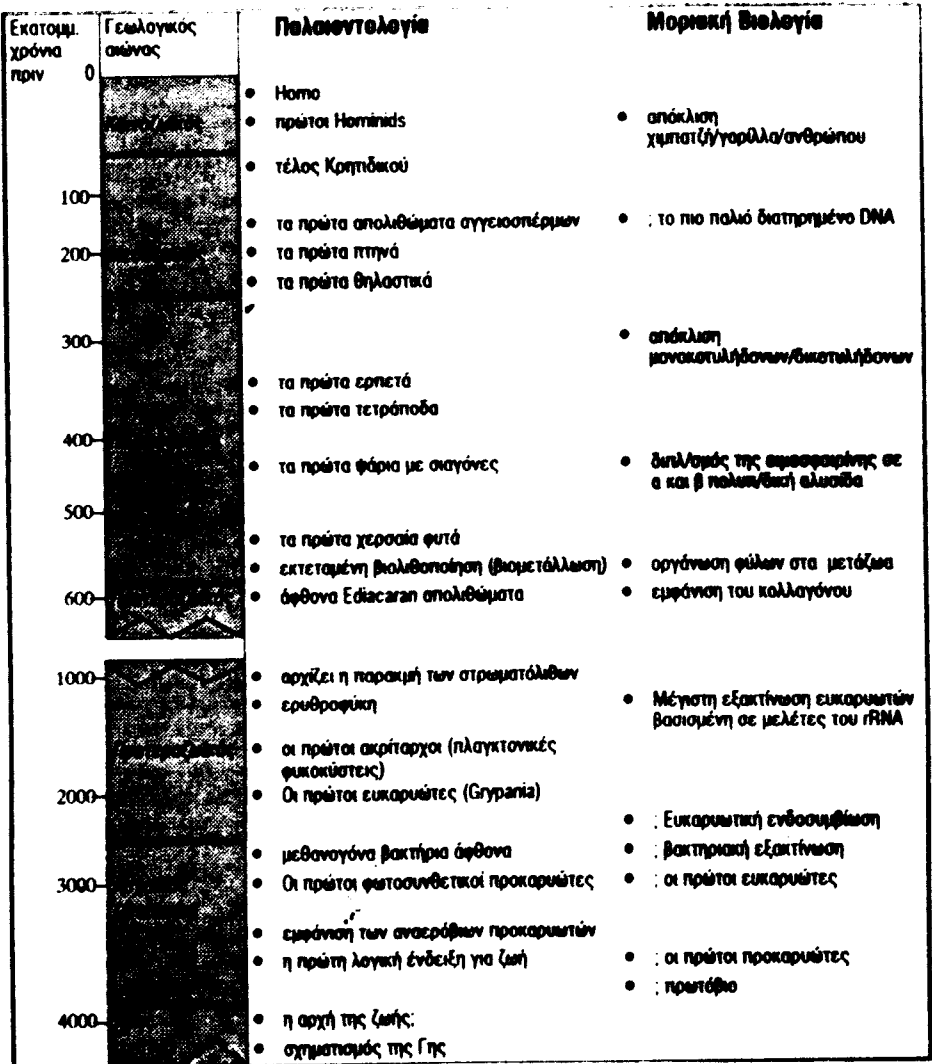 Εκατομμ. Γεωλογικός Παλαιοντολογία Μοριακή Βιολογία
χρόνια αιώνας
πριν 0
• Homo
• πρώτοι Hominids • απόκλιση
χιμπατζή/γορίλλα/ανθρώπου
• τέλος Κρητιδικού
100
• τα πρώτα απολιθώματα αγγειοσπέρμων • ; το πιο παλιό διατηρημένο DNA
200 • τα πρώτα πτηνά
• τα πρώτα θηλαστικά
300 • απόκλιση
μονοκοτυλήδονων/δικοτυλήδονων
• τα πρώτα ερπετά
• τα πρώτα τετρόποδα
400
• τα πρώτα ψάρια με σιαγόνες • διπλ/σμός της αιμοσφαιρίνης σε
α και β πολυπ/δική αλυσίδα
500
• τα πρώτα χερσαία φυτά
• εκτεταμένη βιολιθοποίηση (βιομετάλλωση) • οργάνωση φύλων στα μετάζωα
600 • άφθονα Ediacaran απολιθώματα • εμφάνιση του κολλαγόνου
1000 • αρχίζει η παρακμή των στρωματόλιθων
• ερυθροφύκη • Μέγιστη εξακτίνωση ευκαρυωτών
βασισμένη σε μελέτες του rRNA
• οι πρώτοι ακρίταρχοι (πλαγκτονικές
φυκοκύστεις)
2000 • Οι πρώτοι ευκαρυώτες (Grypania)
• ; Ευκαρυωτική ενδοσυμβίωση
• μεθανογόνα βακτήρια άφθονα • ; βακτηριακή εξακτίνωση
3000 • Οι πρώτοι φωτοσυνθετικοί προκαρυώτες • ; οι πρώτοι ευκαρυώτες
• εμφάνιση των αναερόβιων προκαρυωτών
• η πρώτη λογική ένδειξη για ζωή • ; οι πρώτοι προκαρυώτες
• ; πρωτόβιο
4000 • η αρχή της ζωής;
• σχηματισμός της Γης